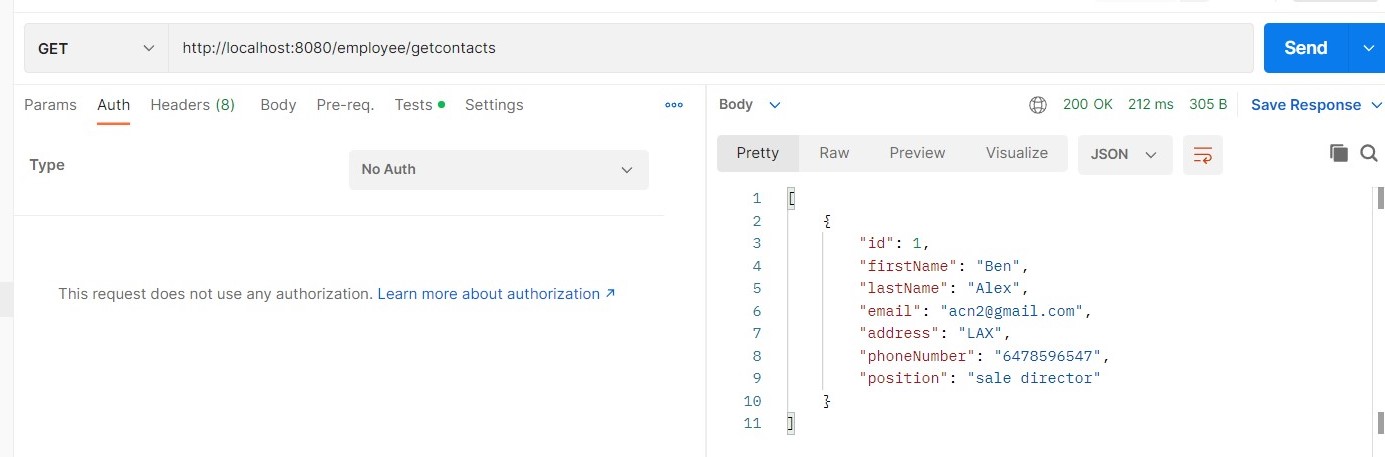 GET http://localhost:8080/employee/getcontacts Send
Params Auth Headers (8) Body Pre-req. Tests Settings
Type No Auth
This request does not use any authorization. Learn more about authorization ↗
Body 200 OK 212 ms 305 B Save Response
Pretty Raw Preview Visualize JSON
1 [
2 {
3 "id": 1,
4 "firstName": "Ben",
5 "lastName": "Alex",
6 "email": "acn2@gmail.com",
7 "address": "LAX",
8 "phoneNumber": "6478596547",
9 "position": "sale director"
10 }
11 ]